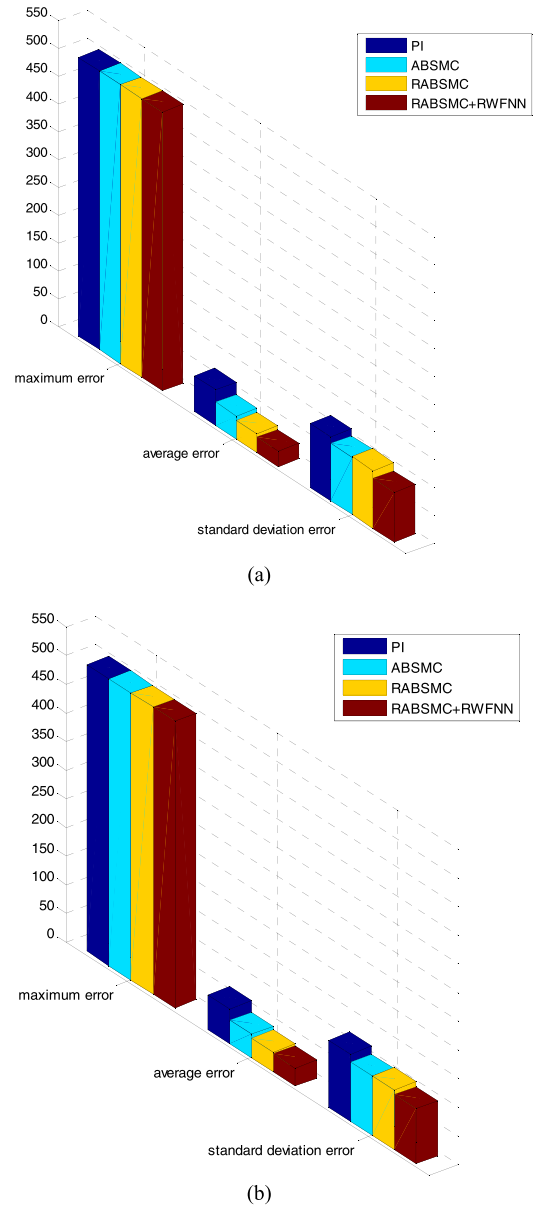 550
500
450
400
350
300
250
200
150
100
50
0
PI
ABSMC
RABSMC
RABSMC+RWFNN
maximum error
average error
standard deviation error
(a)
550
500
450
400
350
300
250
200
150
100
50
0
PI
ABSMC
RABSMC
RABSMC+RWFNN
maximum error
average error
standard deviation error
(b)